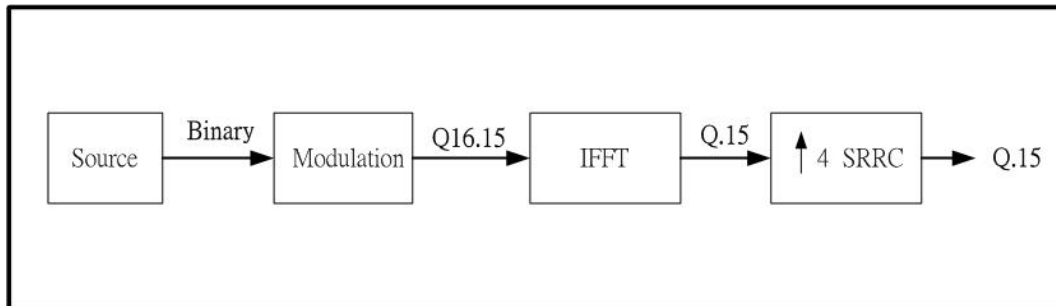 Source
Binary
Modulation
Q16.15
IFFT
Q.15
4 SRRC
Q.15